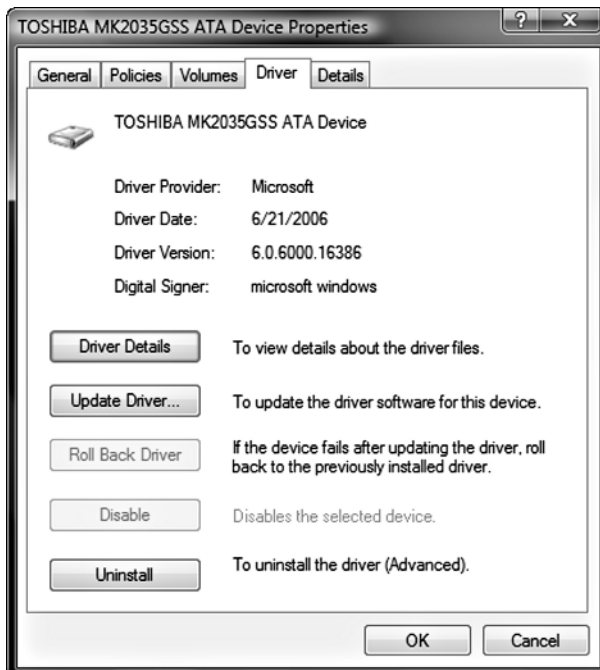 TOSHIBA MK2035GSS ATA Device Properties
?
X
General Policies Volumes Driver Details
TOSHIBA MK2035GSS ATA Device
Driver Provider: Microsoft
Driver Date: 6/21/2006
Driver Version: 6.0.6000.16386
Digital Signer: microsoft windows
Driver Details To view details about the driver files.
Update Driver... To update the driver software for this device.
Roll Back Driver If the device fails after updating the driver, roll
back to the previously installed driver.
Disable Disables the selected device.
Uninstall To uninstall the driver (Advanced).
OK Cancel